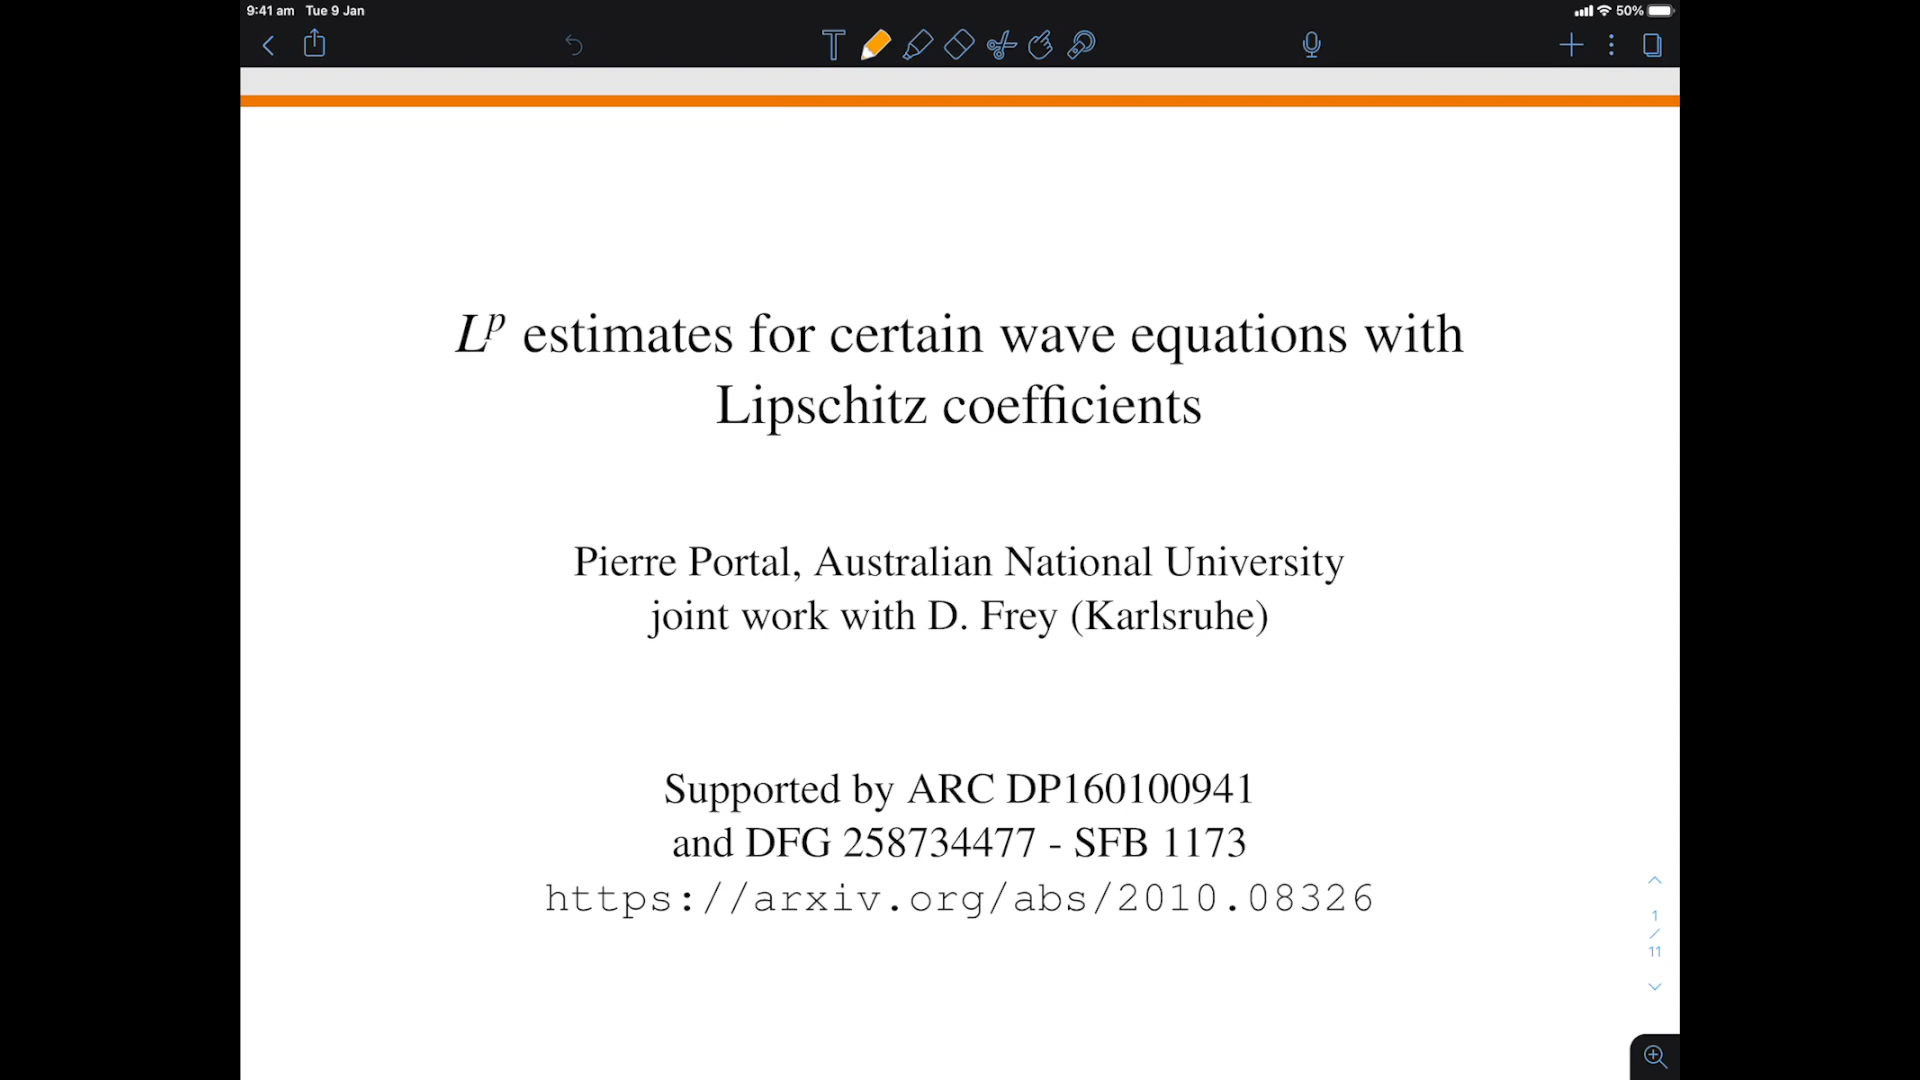 9:41 am Tue 9 Jan
50%
T
L^p estimates for certain wave equations with
Lipschitz coefficients
Pierre Portal, Australian National University
joint work with D. Frey (Karlsruhe)
Supported by ARC DP160100941
and DFG 258734477 - SFB 1173
https://arxiv.org/abs/2010.08326
1
/
11